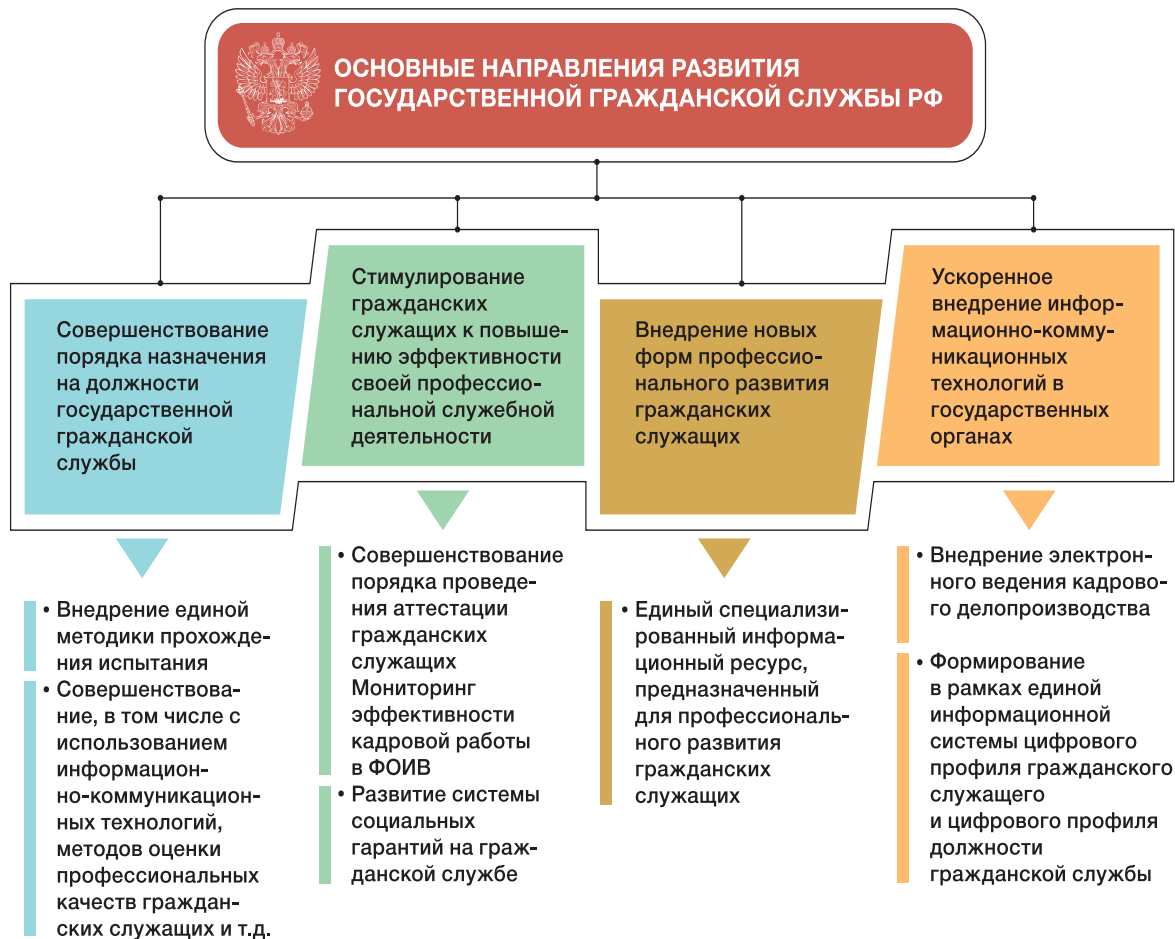 ОСНОВНЫЕ НАПРАВЛЕНИЯ РАЗВИТИЯ
ГОСУДАРСТВЕННОЙ ГРАЖДАНСКОЙ СЛУЖБЫ РФ
Совершенствование
порядка назначения
на должности
государственной
гражданской
службы
Стимулирование
гражданских
служащих к повыше-
нию эффективности
своей профессио-
нальной служебной
деятельности
Внедрение новых
форм профессио-
нального развития
гражданских
служащих
Ускоренное
внедрение инфор-
мационно-комму-
никационных
технологий в
государственных
органах
• Внедрение единой
методики прохожде-
ния испытания
• Совершенствова-
ние, в том числе с
использованием
информацион-
но-коммуникацион-
ных технологий,
методов оценки
профессиональных
качеств граждан-
ских служащих и т.д.
• Совершенствование
порядка проведе-
ния аттестации
гражданских
служащих
Мониторинг
эффективности
кадровой работы
в ФОИВ
• Развитие системы
социальных
гарантий на граж-
данской службе
• Единый специализи-
рованный информа-
ционный ресурс,
предназначенный
для профессиональ-
ного развития
гражданских
служащих
• Внедрение электрон-
ного ведения кадрово-
го делопроизводства
• Формирование
в рамках единой
информационной
системы цифрового
профиля гражданского
служащего
и цифрового профиля
должности
гражданской службы